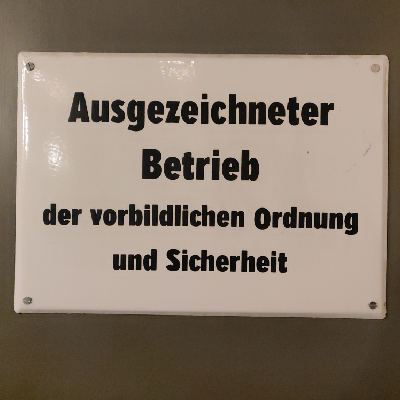 Ausgezeichneter
Betrieb
der vorbildlichen Ordnung
und Sicherheit